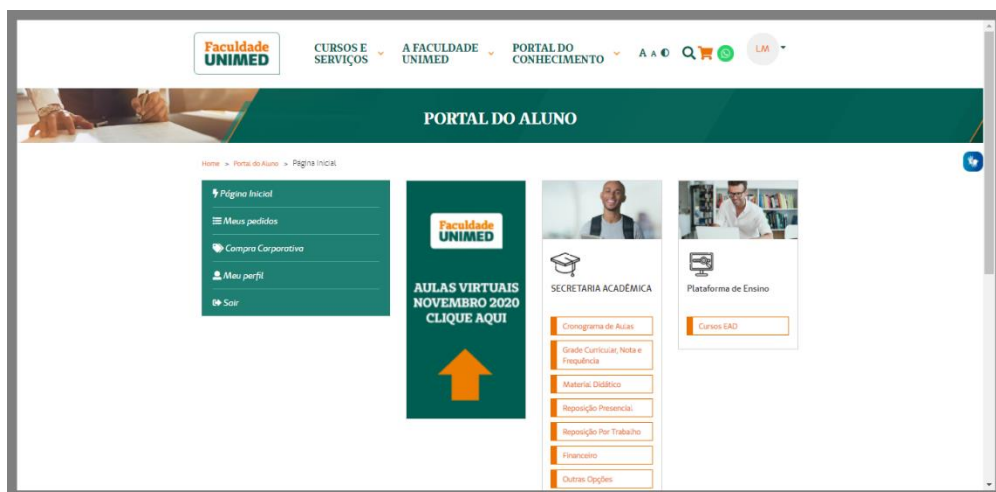 Faculdade
UNIMED
CURSOS E
SERVIÇOS
A FACULDADE
UNIMED
PORTAL DO
CONHECIMENTO
A A
LM
PORTAL DO ALUNO
Home » Portal do Aluno » Página Inicial
Página Inicial
Meus pedidos
Compra Corporativa
Meu perfil
Sair
Faculdade
UNIMED
AULAS VIRTUAIS
NOVEMBRO 2020
CLIQUE AQUI
SECRETARIA ACADÊMICA
Cronograma de Aulas
Grade Curricular, Nota e
Frequência
Material Didático
Reposição Presencial
Reposição Por Trabalho
Financeiro
Outras Opções
Plataforma de Ensino
Cursos EAD